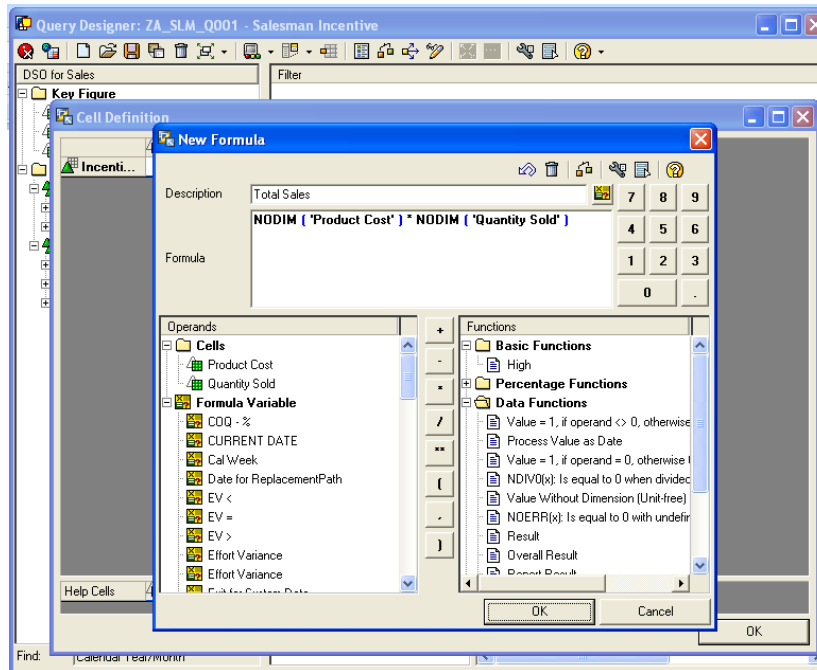 Query Designer: ZA_SLM_Q001 - Salesman Incentive
DSO for Sales
Filter
Key Figure
Cell Definition
New Formula
Incenti...
Description
Total Sales
7 8 9
NODIM ( 'Product Cost' ) * NODIM ( 'Quantity Sold' )
4 5 6
Formula
1 2 3
0 .
Operands
Functions
+
Cells
Basic Functions
Product Cost
High
-
Quantity Sold
Percentage Functions
*
Formula Variable
Data Functions
COQ - %
Value = 1, if operand <> 0, otherwise
/
CURRENT DATE
Process Value as Date
**
Cal Week
Value = 1, if operand = 0, otherwise
Date for ReplacementPath
NDIV0(x): Is equal to 0 when divided
(
EV <
Value Without Dimension (Unit-free)
EV =
NOERR(x): Is equal to 0 with undefin
,
EV >
Result
)
Effort Variance
Overall Result
Effort Variance
Report Result
Exit for System Date
Help Cells
OK
Cancel
OK
Find:
Calendar Year/Month